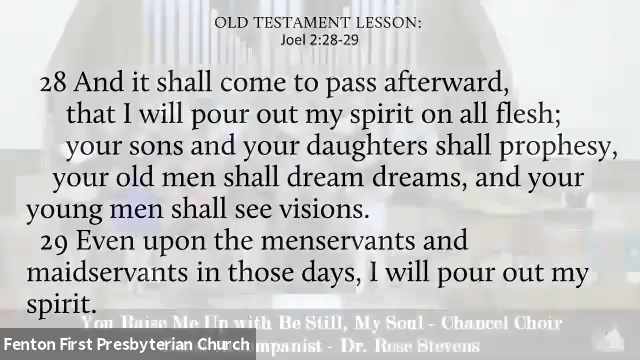 OLD TESTAMENT LESSON:
Joel 2:28-29
28 And it shall come to pass afterward,
that I will pour out my spirit on all flesh;
your sons and your daughters shall prophesy,
your old men shall dream dreams, and your
young men shall see visions.
29 Even upon the menservants and
maidservants in those days, I will pour out my
spirit.
You Raise Me Up with Be Still, My Soul - Chancel Choir
Fenton First Presbyterian Church
- Dr. Rose Stevens